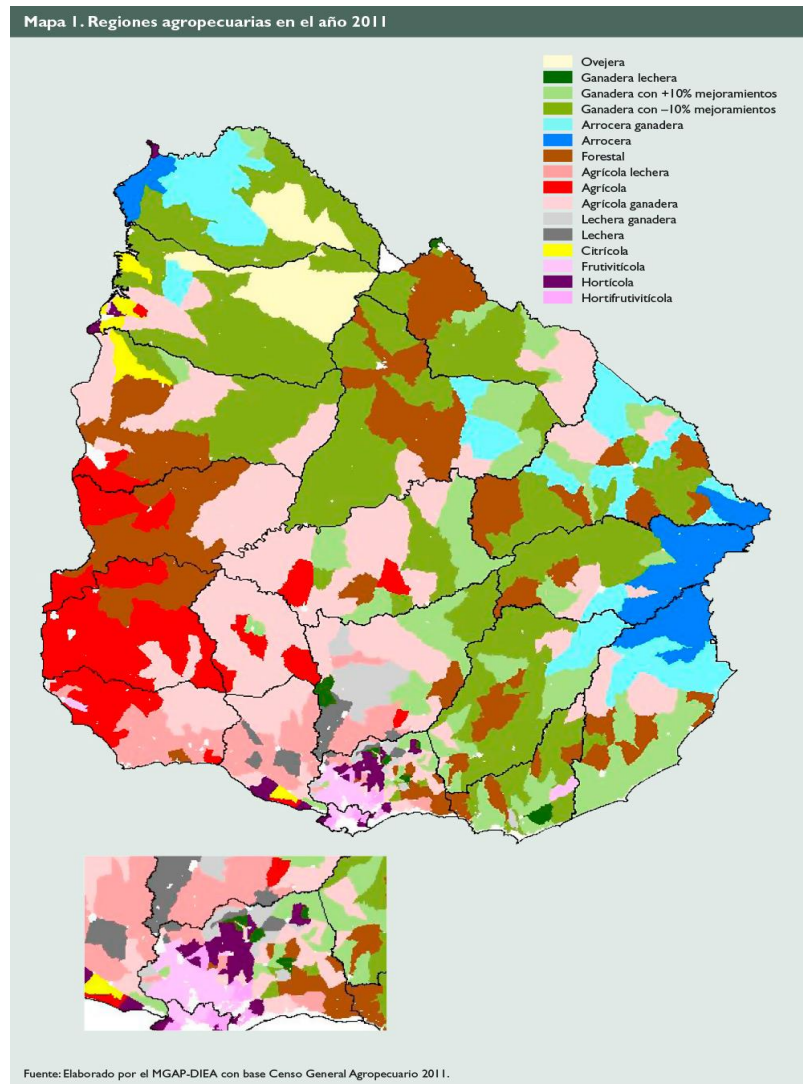 Mapa 1. Regiones agropecuarias en el año 2011
Ovejera
Ganadera lechera
Ganadera con +10% mejoramientos
Ganadera con –10% mejoramientos
Arrocera ganadera
Arrocera
Forestal
Agrícola lechera
Agrícola
Agrícola ganadera
Lechera ganadera
Lechera
Citrícola
Frutivitícola
Hortícola
Hortifrutivitícola
Fuente: Elaborado por el MGAP-DIEA con base Censo General Agropecuario 2011.